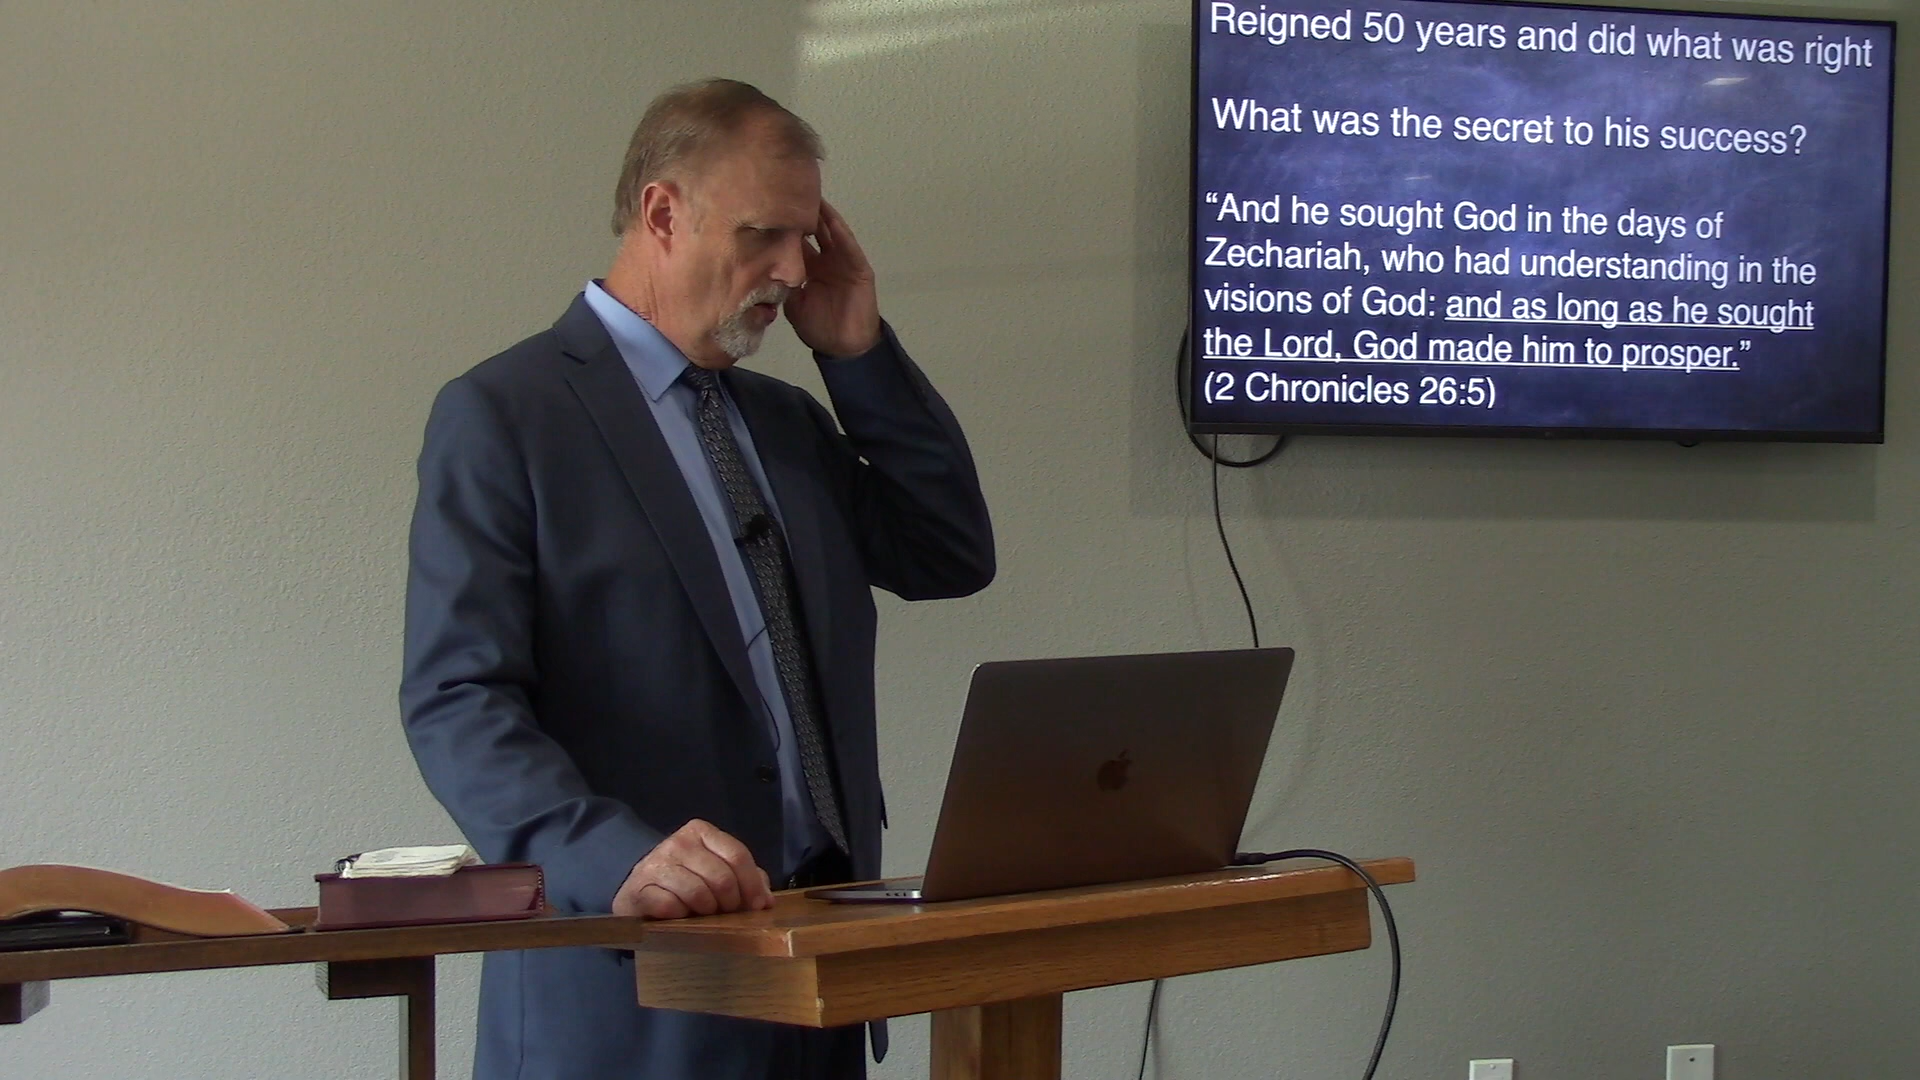 Reigned 50 years and did what was right
What was the secret to his success?
“And he sought God in the days of
Zechariah, who had understanding in the
visions of God: and as long as he sought
the Lord, God made him to prosper.”
(2 Chronicles 26:5)